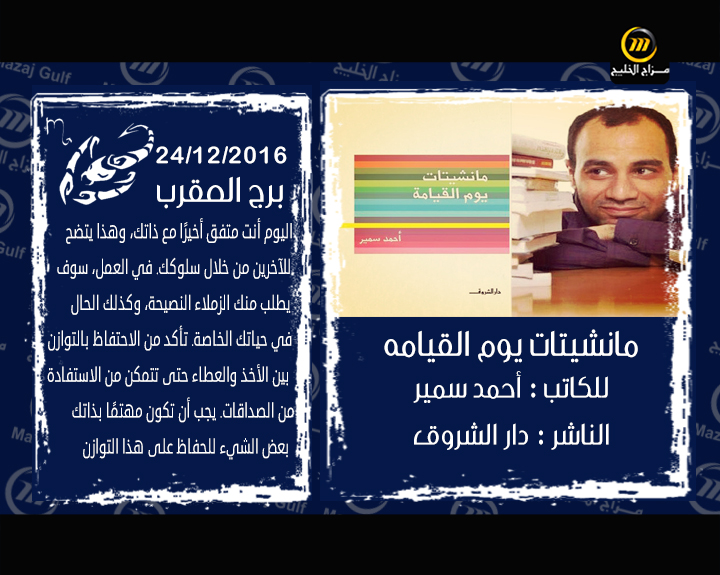 مزاج الخليج
مانشيتات
يوم القيامة
أحمد سمير
دار الشروق
مانشيتات يوم القيامه
للكاتب : أحمد سمير
الناشر : دار الشروق
24/12/2016
برج العقرب
اليوم أنت متفق أخيرًا مع ذاتك، وهذا يتضح
للآخرين من خلال سلوكك. في العمل، سوف
يطلب منك الزملاء النصيحة، وكذلك الحال
في حياتك الخاصة. تأكد من الاحتفاظ بالتوازن
بين الأخذ والعطاء حتى تتمكن من الاستفادة
من الصداقات. يجب أن تكون مهتمًا بذاتك
بعض الشيء للحفاظ على هذا التوازن
Mazaj Gulf